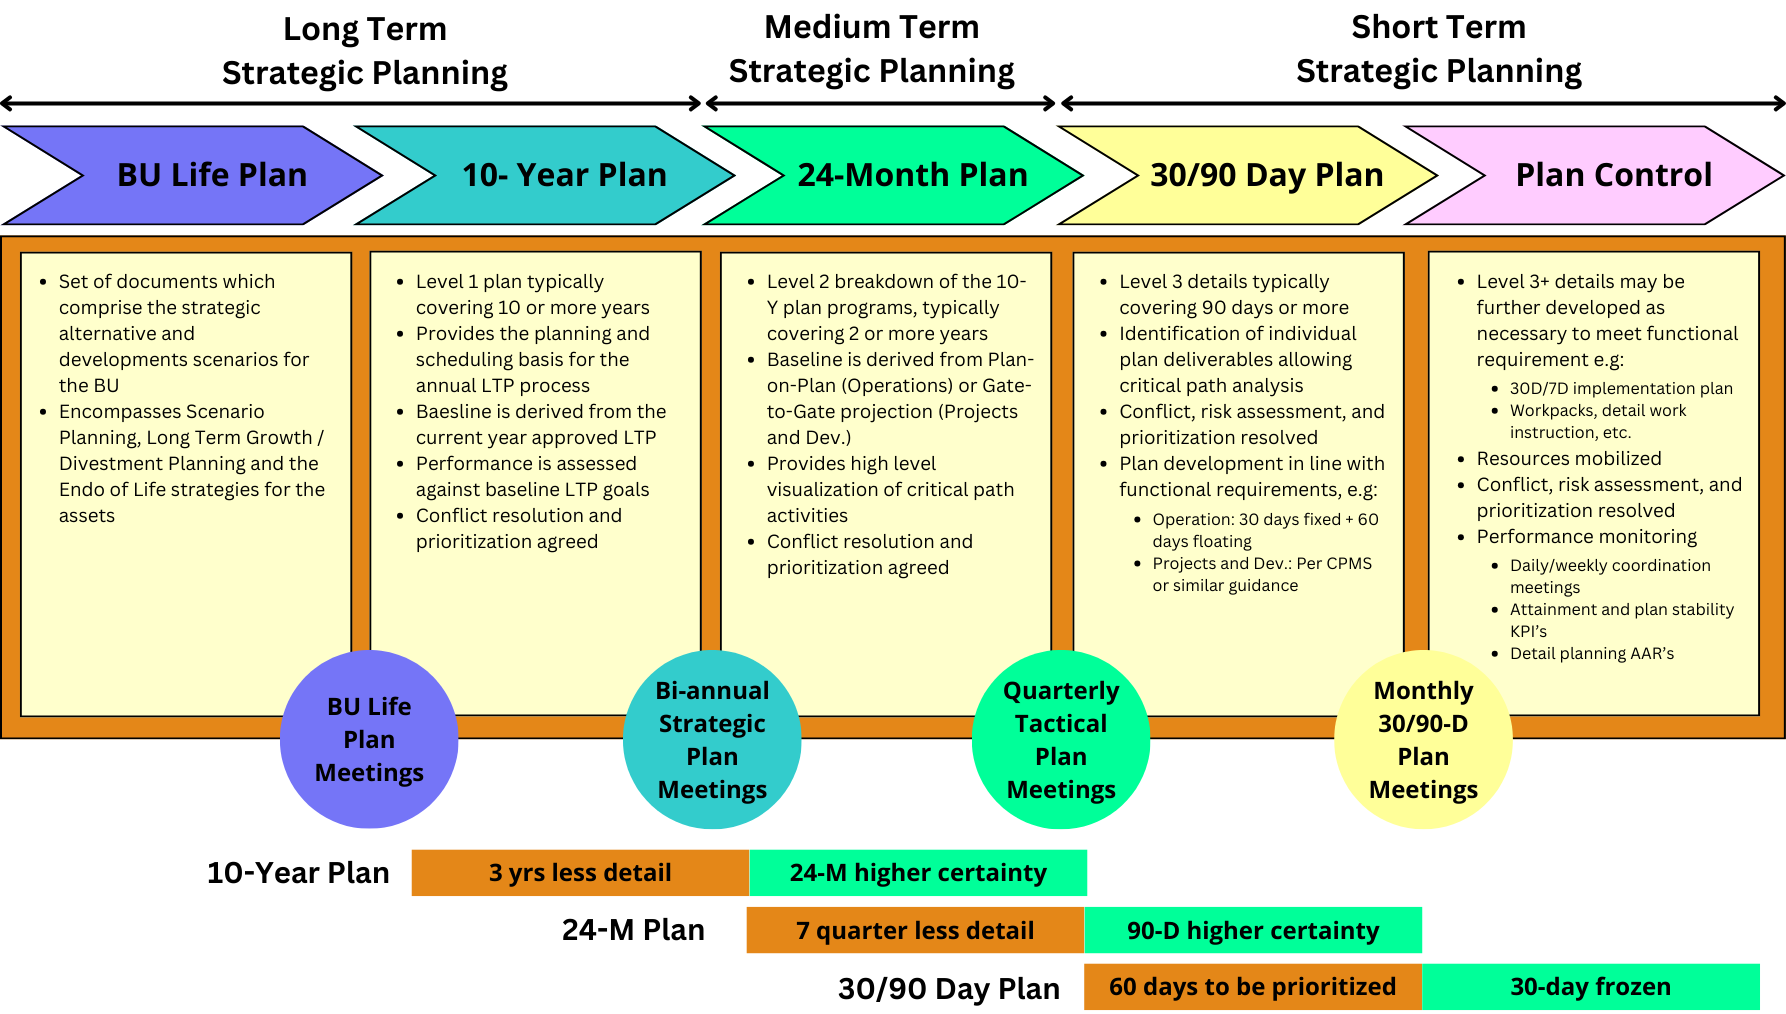 Long Term
Strategic Planning
Medium Term
Strategic Planning
Short Term
Strategic Planning
BU Life Plan
10- Year Plan
24-Month Plan
30/90 Day Plan
Plan Control
Set of documents which
comprise the strategic
alternative and
developments scenarios for
the BU
Encompasses Scenario
Planning, Long Term Growth /
Divestment Planning and the
Endo of Life strategies for the
assets
Level 1 plan typically
covering 10 or more years
Provides the planning and
scheduling basis for the
annual LTP process
Baesline is derived from the
current year approved LTP
Performance is assessed
against baseline LTP goals
Conflict resolution and
prioritization agreed
Level 2 breakdown of the 10-
Y plan programs, typically
covering 2 or more years
Baseline is derived from Plan-
on-Plan (Operations) or Gate-
to-Gate projection (Projects
and Dev.)
Provides high level
visualization of critical path
activities
Conflict resolution and
prioritization agreed
Level 3 details typically
covering 90 days or more
Identification of individual
plan deliverables allowing
critical path analysis
Conflict, risk assessment, and
prioritization resolved
Plan development in line with
functional requirements, e.g:
Operation: 30 days fixed + 60
days floating
Projects and Dev.: Per CPMS
or similar guidance
Level 3+ details may be
further developed as
necessary to meet functional
requirement e.g:
30D/7D implementation plan
Workpacks, detail work
instruction, etc.
Resources mobilized
Conflict, risk assessment, and
prioritization resolved
Performance monitoring
Daily/weekly coordination
meetings
Attainment and plan stability
KPI’s
Detail planning AAR’s
BU Life
Plan
Meetings
Bi-annual
Strategic
Plan
Meetings
Quarterly
Tactical
Plan
Meetings
Monthly
30/90-D
Plan
Meetings
10-Year Plan
3 yrs less detail
24-M higher certainty
24-M Plan
7 quarter less detail
90-D higher certainty
30/90 Day Plan
60 days to be prioritized
30-day frozen